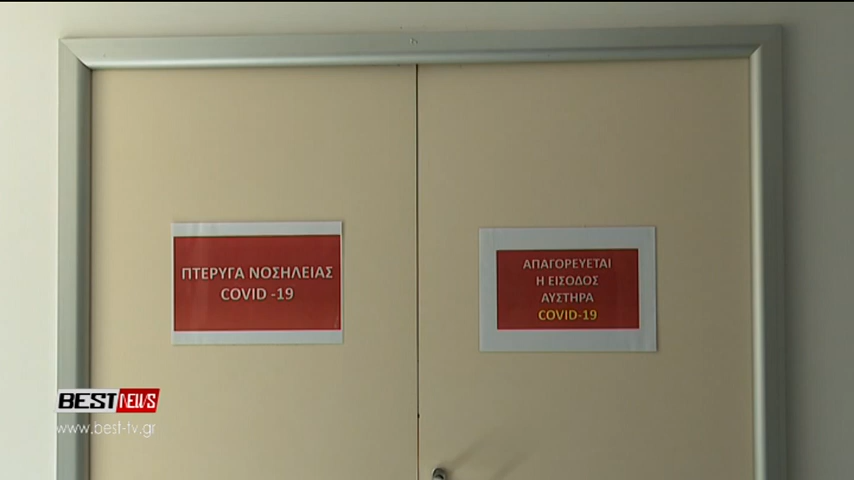 ΠΤΕΡΥΓΑ ΝΟΣΗΛΕΙΑΣ
COVID -19
ΑΠΑΓΟΡΕΥΕΤΑΙ
Η ΕΙΣΟΔΟΣ
ΑΥΣΤΗΡΑ
COVID-19
BEST NEWS
www.best-tv.gr